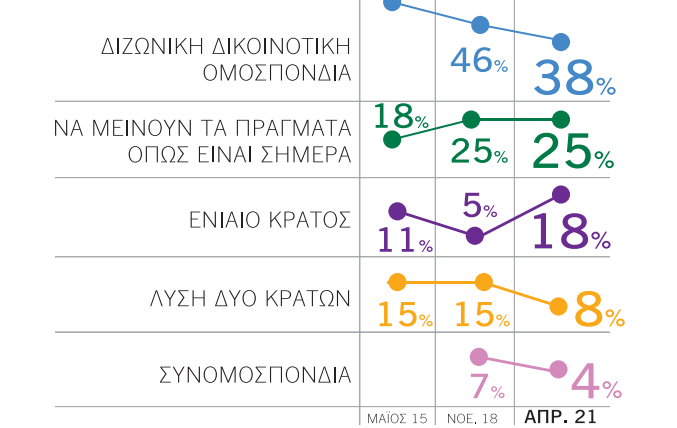 ΔΙΖΩΝΙΚΗ ΔΙΚΟΙΝΟΤΙΚΗ
ΟΜΟΣΠΟΝΔΙΑ
46%
38%
ΝΑ ΜΕΙΝΟΥΝ ΤΑ ΠΡΑΓΜΑΤΑ
ΟΠΩΣ ΕΙΝΑΙ ΣΗΜΕΡΑ
18%
25%
25%
ΕΝΙΑΙΟ ΚΡΑΤΟΣ
11%
5%
18%
ΛΥΣΗ ΔΥΟ ΚΡΑΤΩΝ
15%
15%
8%
ΣΥΝΟΜΟΣΠΟΝΔΙΑ
7%
4%
ΜΑΪΟΣ 15
ΝΟΕ. 18
ΑΠΡ. 21